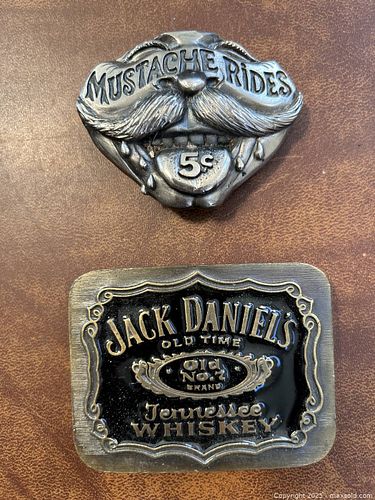 MUSTACHE RIDES
5¢
JACK DANIEL'S
OLD TIME
Old
No. 7
BRAND
Tennessee
WHISKEY
Copyright 2025 - maxsold.com